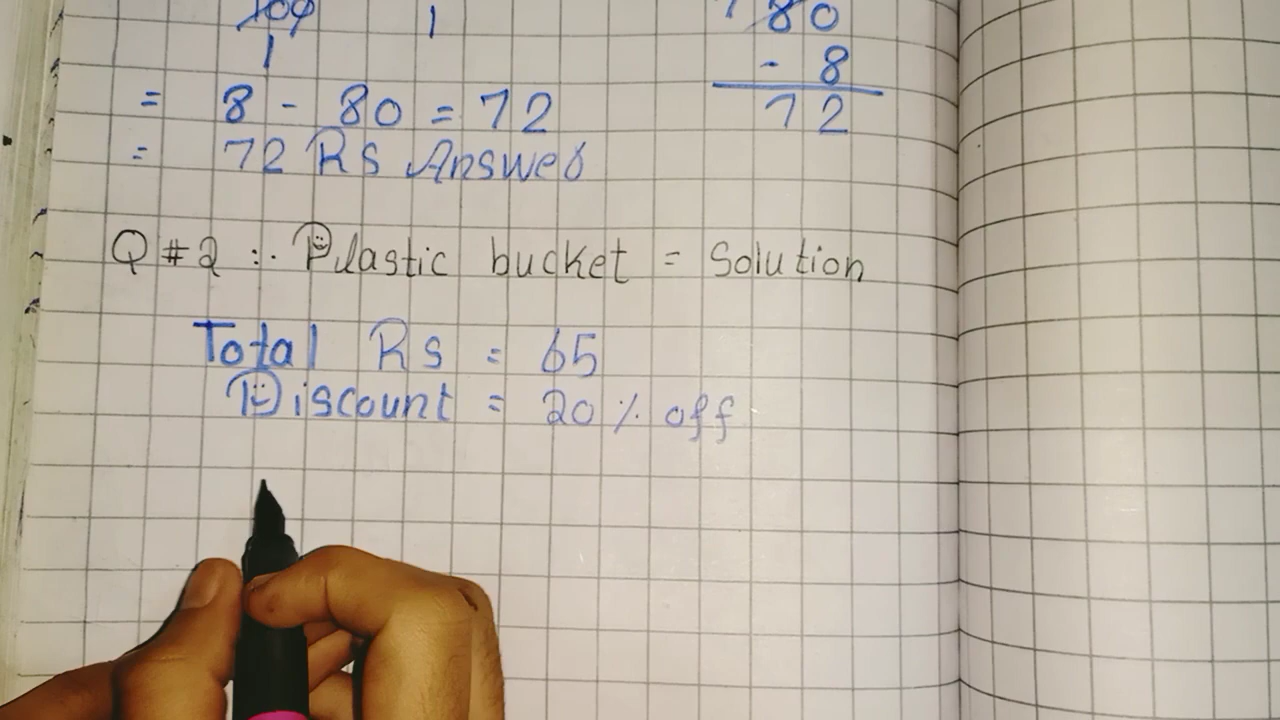 100 1 7 80
1 - 8
= 8 - 80 = 72 72
= 72 RS Answer
Q # 2 :. Plastic bucket = Solution
Total RS = 65
Discount = 20 % off